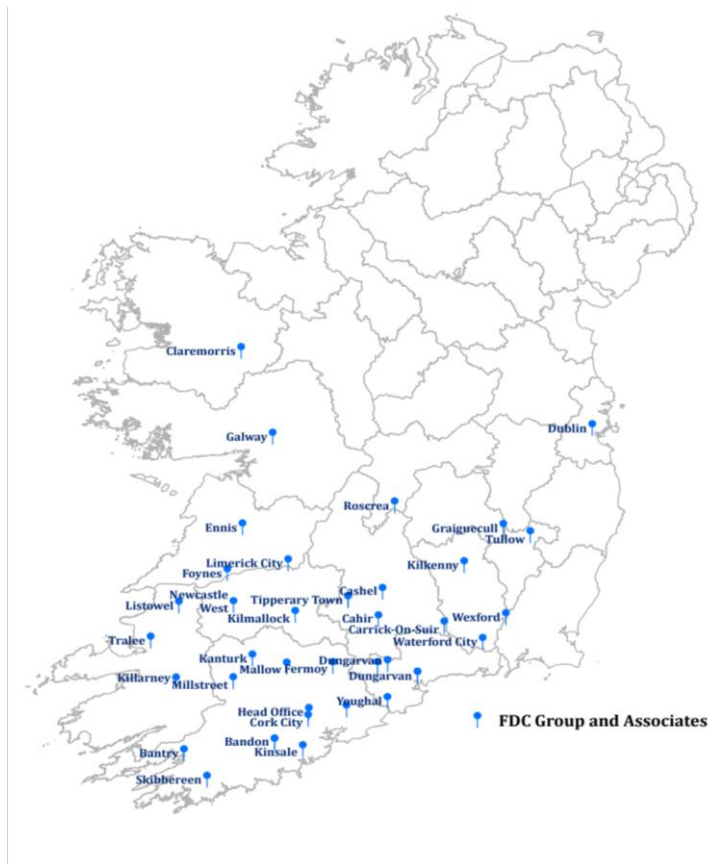 Claremorris
Galway
Dublin
Roscrea
Ennis
Graiguecull
Tullow
Limerick City
Kilkenny
Foynes
Newcastle
West
Cashel
Tipperary Town
Listowel
Kilmallock
Cahir
Wexford
Carrick-On-Suir
Tralee
Waterford City
Kanturk
Mallow
Fermoy
Dungarvan
Dungarvan
Killarney
Millstreet
Youghal
Head Office
Cork City
FDC Group and Associates
Bandon
Kinsale
Bantry
Skibbereen